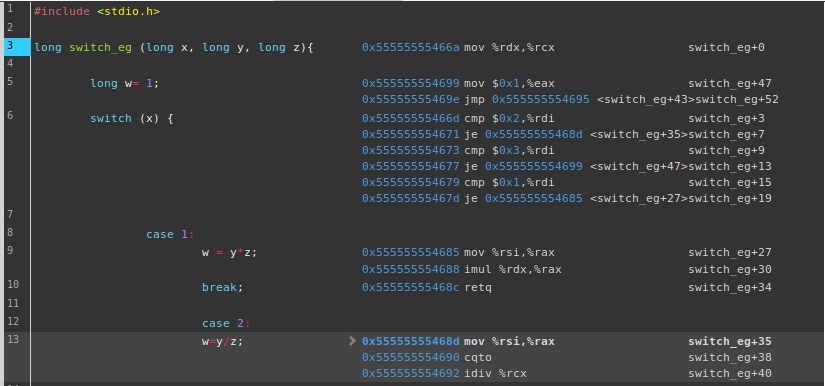 1 #include <stdio.h>
2
3 long switch_eg (long x, long y, long z){ 0x55555555466a mov %rdx,%rcx switch_eg+0
4
5 long w= 1; 0x555555554699 mov $0x1,%eax switch_eg+47
0x55555555469e jmp 0x555555554695 <switch_eg+43>switch_eg+52
6 switch (x) { 0x55555555466d cmp $0x2,%rdi switch_eg+3
0x555555554671 je 0x55555555468d <switch_eg+35>switch_eg+7
0x555555554673 cmp $0x3,%rdi switch_eg+9
0x555555554677 je 0x555555554699 <switch_eg+47>switch_eg+13
0x555555554679 cmp $0x1,%rdi switch_eg+15
0x55555555467d je 0x555555554685 <switch_eg+27>switch_eg+19
7
8 case 1:
9 w = y*z; 0x555555554685 mov %rsi,%rax switch_eg+27
0x555555554688 imul %rdx,%rax switch_eg+30
10 break; 0x55555555468c retq switch_eg+34
11
12 case 2:
13 w=y/z; > 0x55555555468d mov %rsi,%rax switch_eg+35
0x555555554690 cqto switch_eg+38
0x555555554692 idiv %rcx switch_eg+40